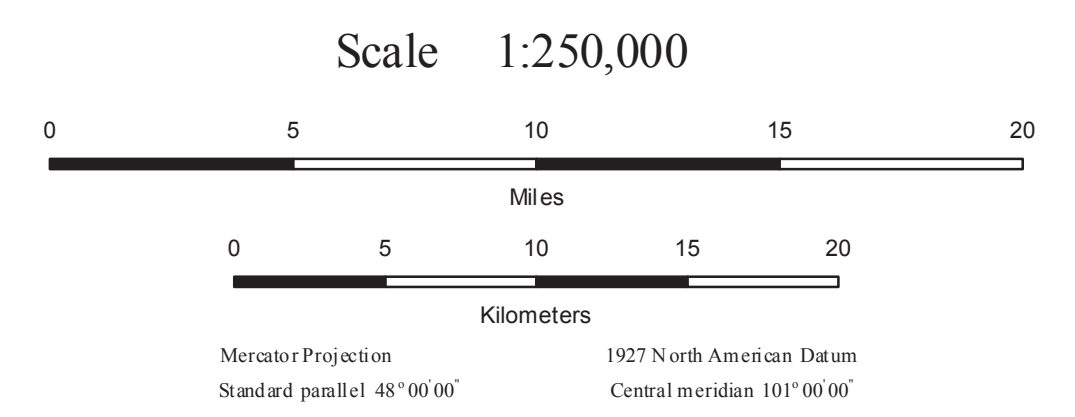 Scale 1:250,000
0 5 10 15 20
Miles
0 5 10 15 20
Kilometers
Mercator Projection 1927 North American Datum
Standard parallel 48°00'00" Central meridian 101°00'00"